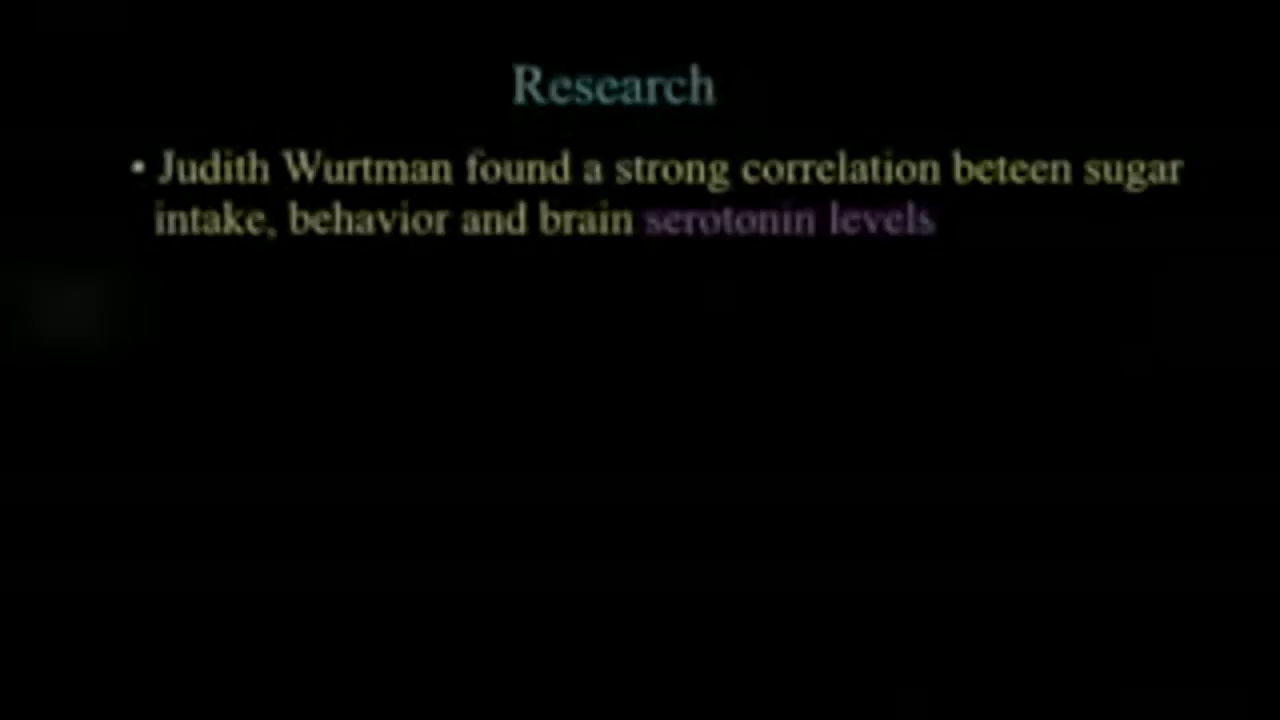 Research
• Judith Wurtman found a strong correlation beteen sugar
intake, behavior and brain serotonin levels